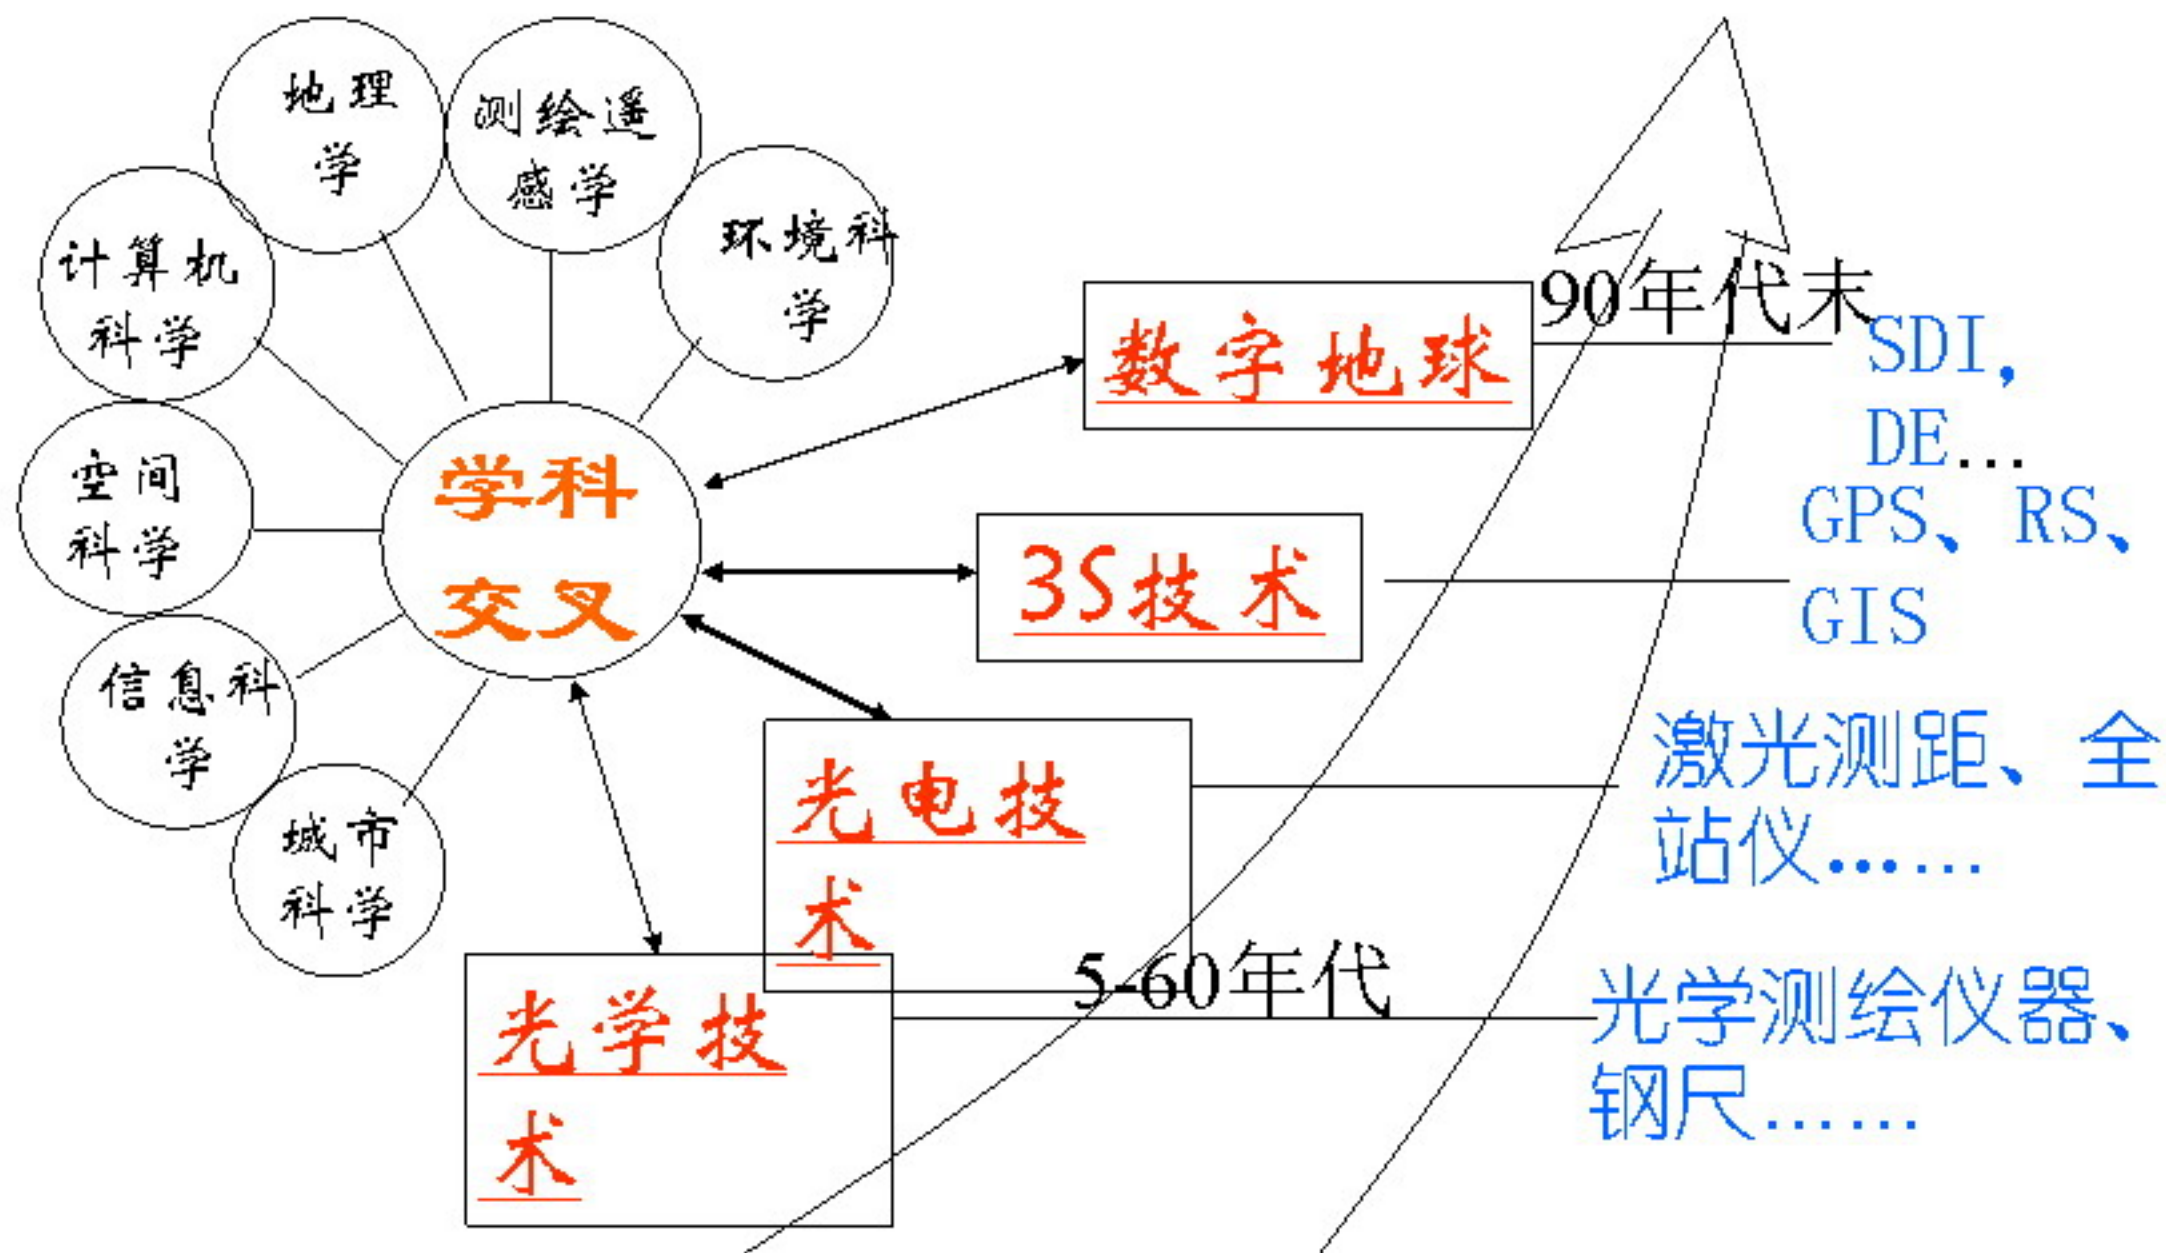 地理
学
测绘遥
感学
环境科
学
计算机
科学
空间
科学
信息科
学
城市
科学
学科
交叉
数字地球
90年代末
SDI，
DE…
3S技术
GPS、RS、
GIS
光电技
术
激光测距、全
站仪……
5-60年代
光学技
术
光学测绘仪器、
钢尺……